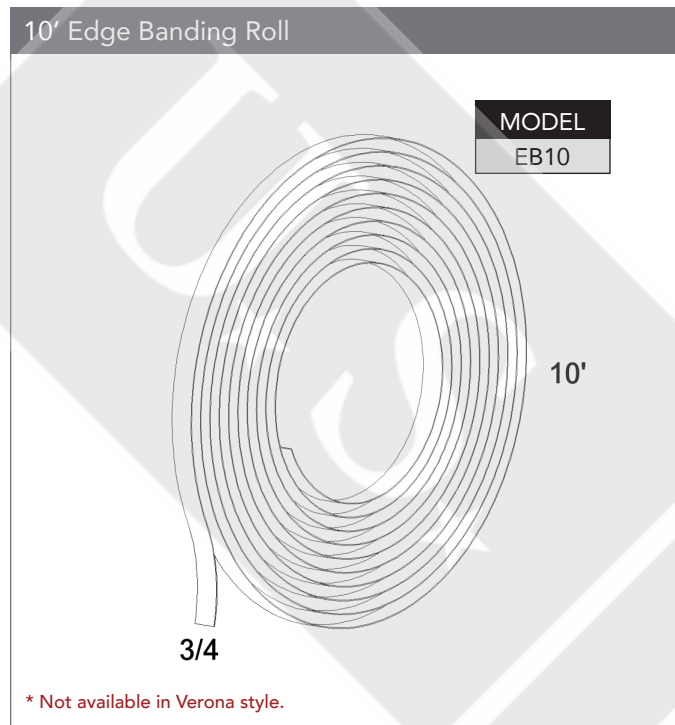 10’ Edge Banding Roll
MODEL
EB10
10'
3/4
* Not available in Verona style.